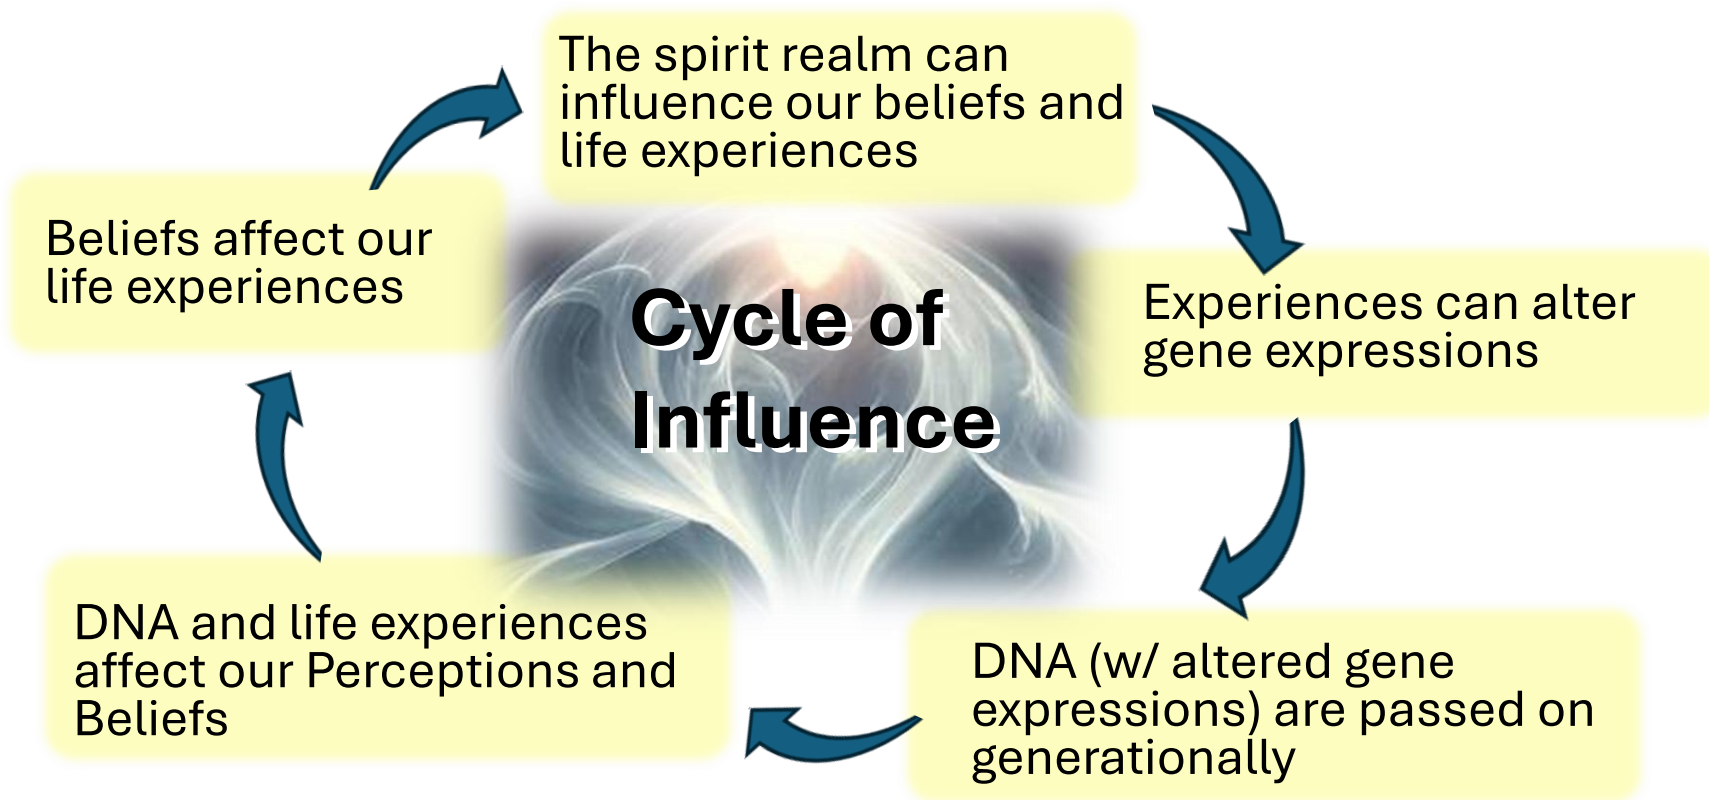 The spirit realm can
influence our beliefs and
life experiences
Experiences can alter
gene expressions
DNA (w/ altered gene
expressions) are passed on
generationally
DNA and life experiences
affect our Perceptions and
Beliefs
Beliefs affect our
life experiences
Cycle of
Influence